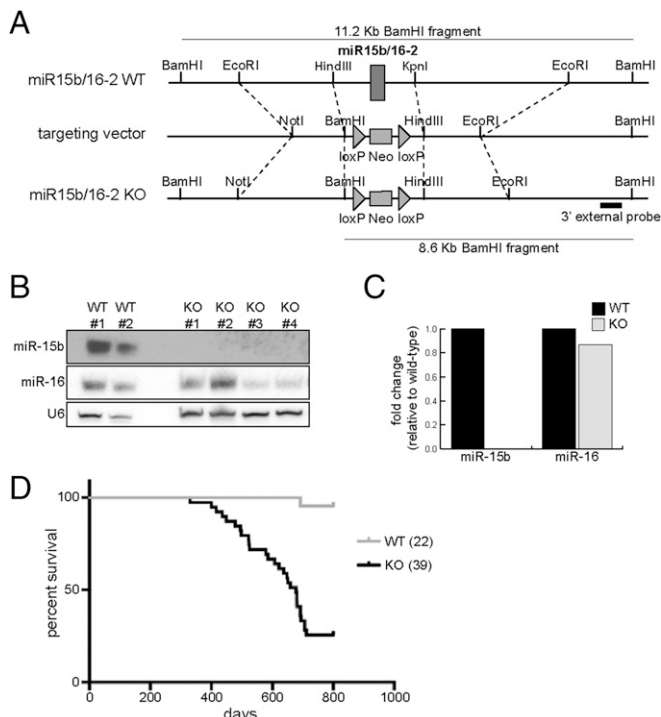 A
11.2 Kb BamHI fragment
miR15b/16-2
miR15b/16-2 WT
BamHI EcoRI HindIII KpnI EcoRI BamHI
targeting vector
NotI BamHI HindIII EcoRI BamHI
loxP Neo loxP
miR15b/16-2 KO
BamHI NotI BamHI HindIII EcoRI BamHI
loxP Neo loxP
3' external probe
8.6 Kb BamHI fragment
B
WT WT KO KO KO KO
#1 #2 #1 #2 #3 #4
miR-15b
miR-16
U6
C
WT
KO
fold change
(relative to wild-type)
1.0
0.8
0.6
0.4
0.2
0.0
miR-15b miR-16
D
percent survival
100
50
0
WT (22)
KO (39)
0 200 400 600 800 1000
days